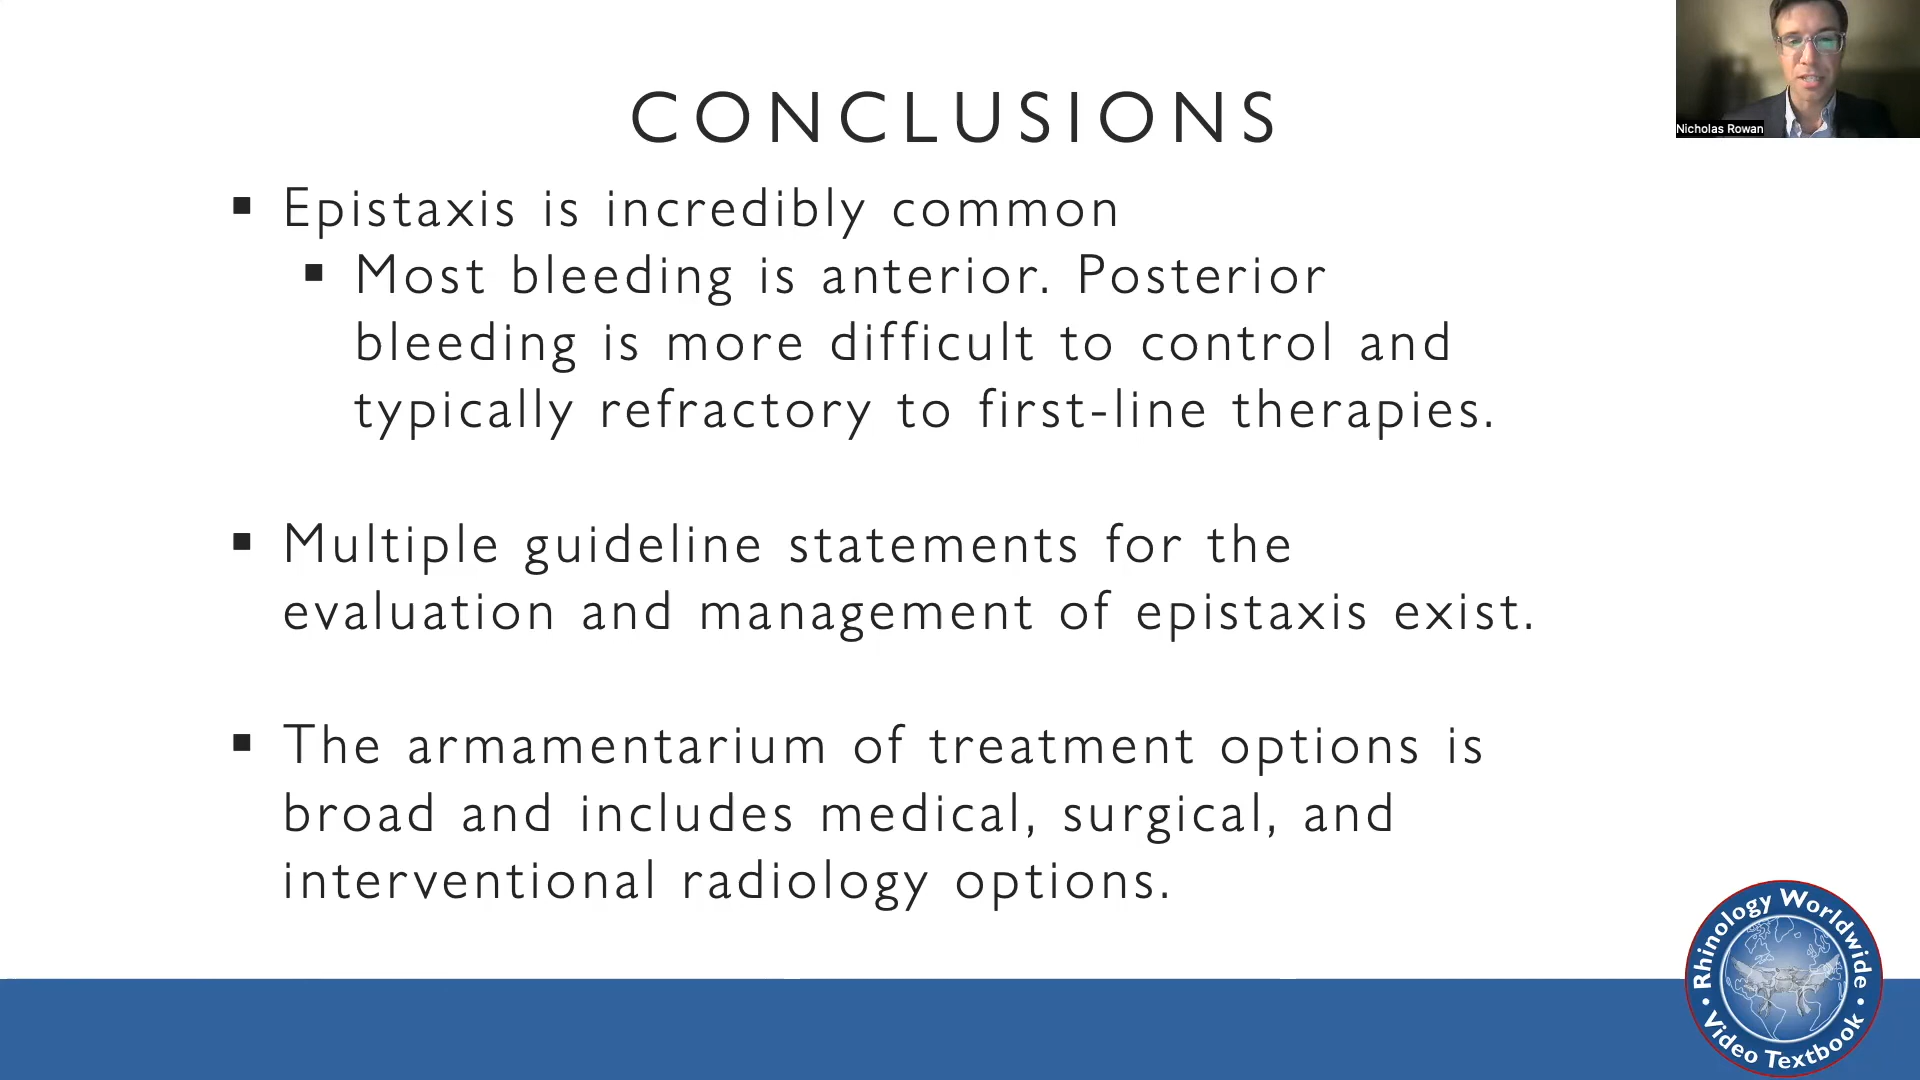 CONCLUSIONS
Nicholas Rowan
▪ Epistaxis is incredibly common
▪ Most bleeding is anterior. Posterior
bleeding is more difficult to control and
typically refractory to first-line therapies.
▪ Multiple guideline statements for the
evaluation and management of epistaxis exist.
▪ The armamentarium of treatment options is
broad and includes medical, surgical, and
interventional radiology options.
Rhinology Worldwide
• Video Textbook •